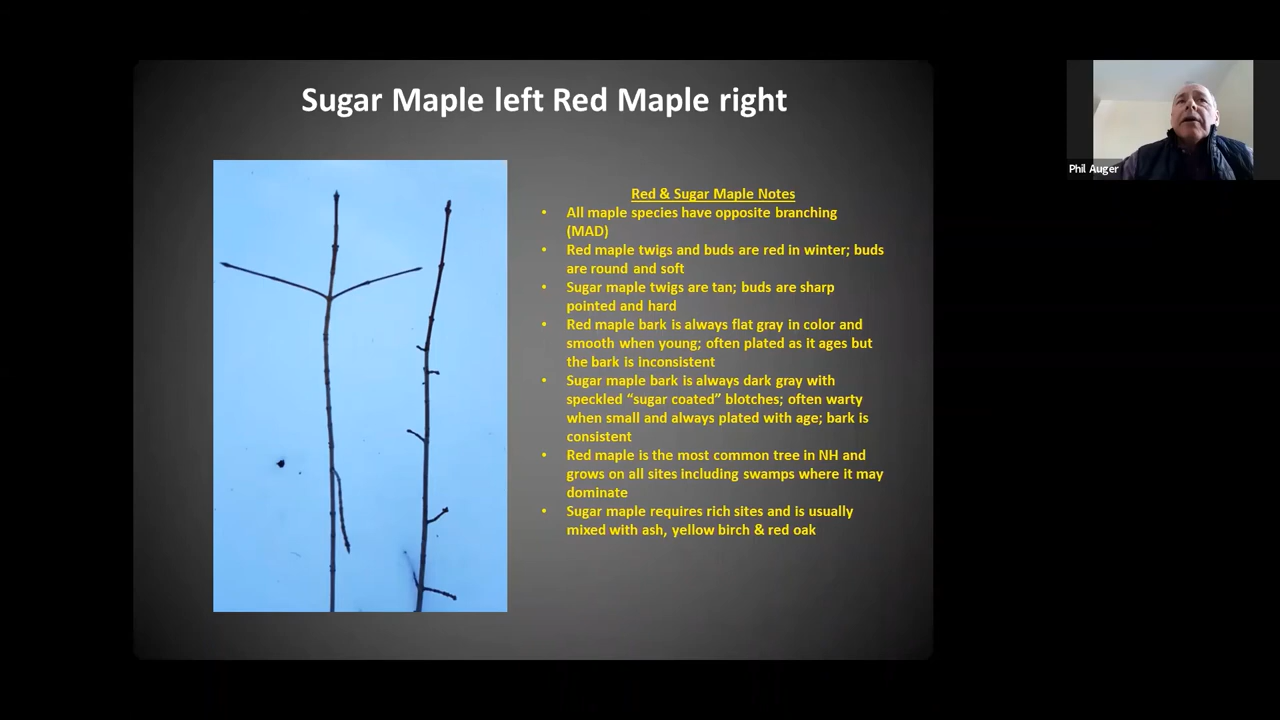 Sugar Maple left Red Maple right
Phil Auger
Red & Sugar Maple Notes
• All maple species have opposite branching
(MAD)
• Red maple twigs and buds are red in winter; buds
are round and soft
• Sugar maple twigs are tan; buds are sharp
pointed and hard
• Red maple bark is always flat gray in color and
smooth when young; often plated as it ages but
the bark is inconsistent
• Sugar maple bark is always dark gray with
speckled “sugar coated” blotches; often warty
when small and always plated with age; bark is
consistent
• Red maple is the most common tree in NH and
grows on all sites including swamps where it may
dominate
• Sugar maple requires rich sites and is usually
mixed with ash, yellow birch & red oak